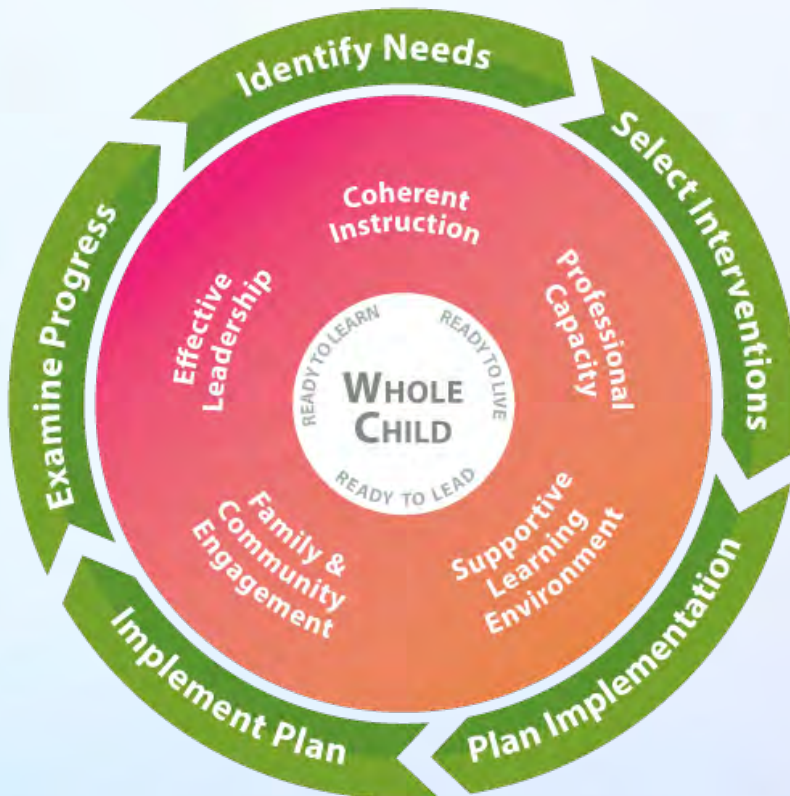 Identify Needs
Select Interventions
Plan Implementation
Implement Plan
Examine Progress
Coherent
Instruction
Professional
Capacity
Supportive
Learning
Environment
Family &
Community
Engagement
Effective
Leadership
READY TO LEARN
READY TO LIVE
READY TO LEAD
WHOLE
CHILD